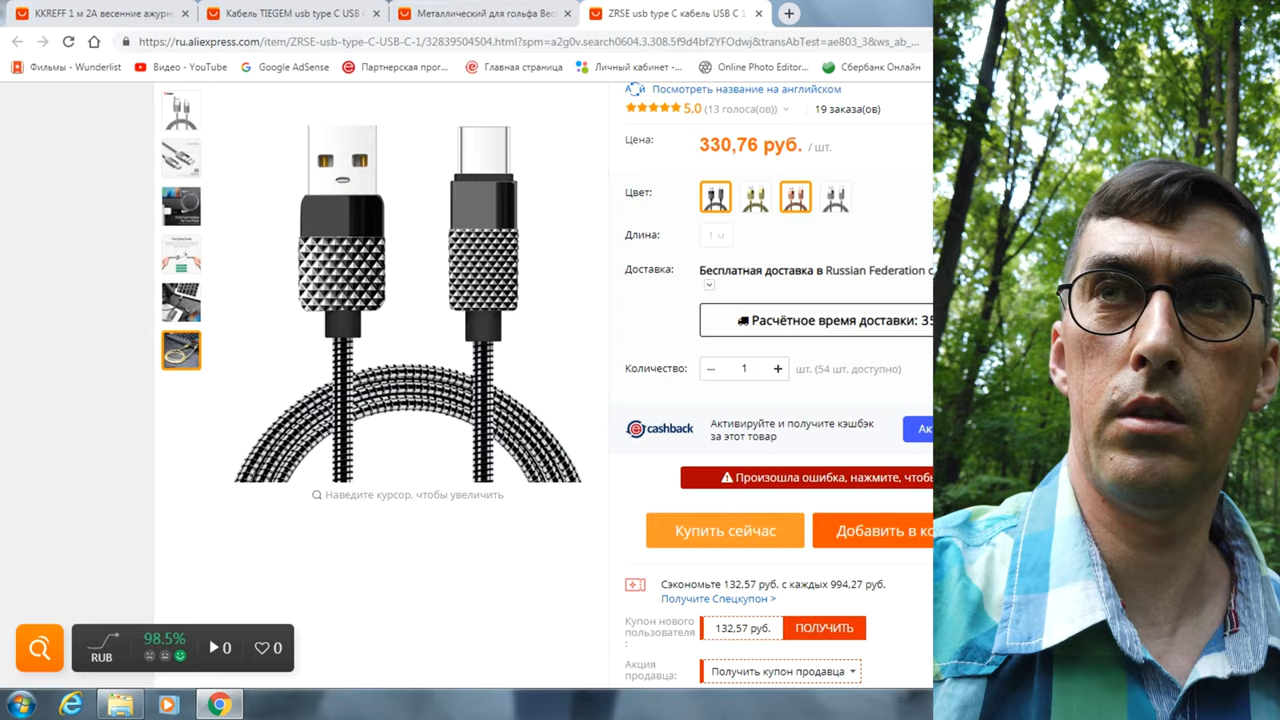 KKREFF 1 м 2А весенние ажурн
Кабель TIEGEM usb type C USB
Металлический для гольфа Вес
ZRSE usb type C кабель USB C 1
https://ru.aliexpress.com/item/ZRSE-usb-type-C-USB-C-1/32839504504.html?spm=a2g0v.search0604.3.308.5f9d4bf2YFOdwj&transAbTest=ae803_3&ws_ab_...
Фильмы - Wunderlist
Видео - YouTube
Google AdSense
Партнерская прог...
Главная страница
Личный кабинет -...
Online Photo Editor...
Сбербанк Онлайн
Посмотреть название на английском
5.0 (13 голоса(ов))
19 заказа(ов)
Цена:
330,76 руб. / шт.
Цвет:
Длина:
1 м
Доставка:
Бесплатная доставка в Russian Federation с
Расчётное время доставки: 35
Количество:
1
шт. (54 шт. доступно)
cashback
Активируйте и получите кэшбэк
за этот товар
Ак
Произошла ошибка, нажмите, чтобы
Наведите курсор, чтобы увеличить
Купить сейчас
Добавить в ко
Сэкономьте 132,57 руб. с каждых 994,27 руб.
Получите Спецкупон >
Купон нового
пользователя
:
132,57 руб.
ПОЛУЧИТЬ
Акция
продавца:
Получить купон продавца
RUB
98.5%
0
0